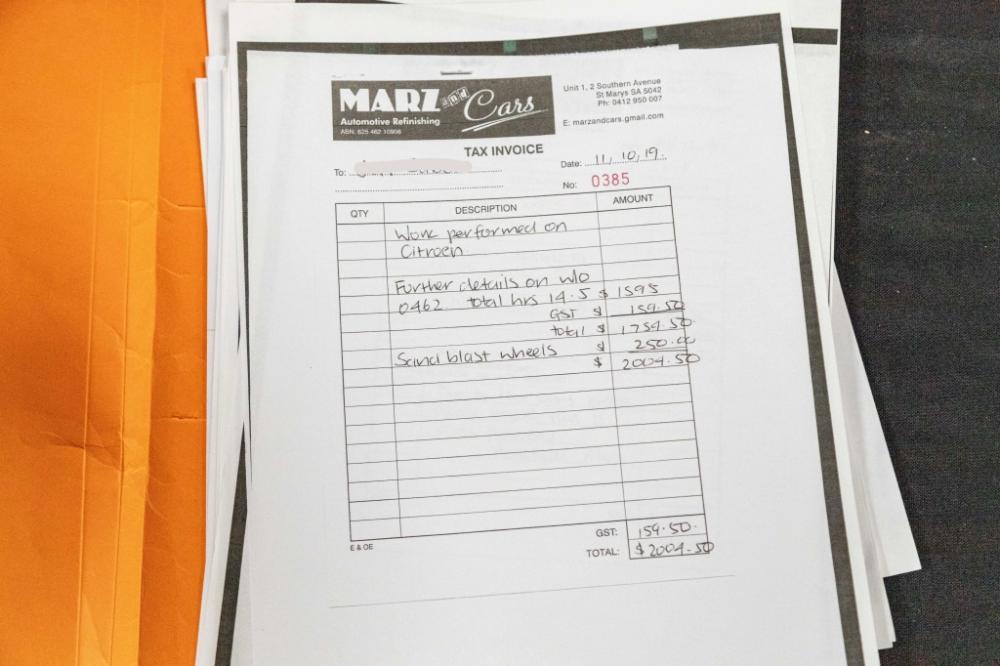 MARZ and Cars
Automotive Refinishing
ABN: 625 462 10906
Unit 1, 2 Southern Avenue
St Marys SA 5042
Ph: 0412 950 007
E: marzandcars.gmail.com
TAX INVOICE
To:
Date: 11, 10, 19.
No: 0385
QTY DESCRIPTION AMOUNT
Work performed on
Citroen
Further details on w/o
0462 total hrs 14.5 $ 1595
GST $ 159.50
total $ 1754.50
Sand blast wheels $ 250.00
$ 2004.50
E & OE
GST: 159.50.
TOTAL: $2004.50